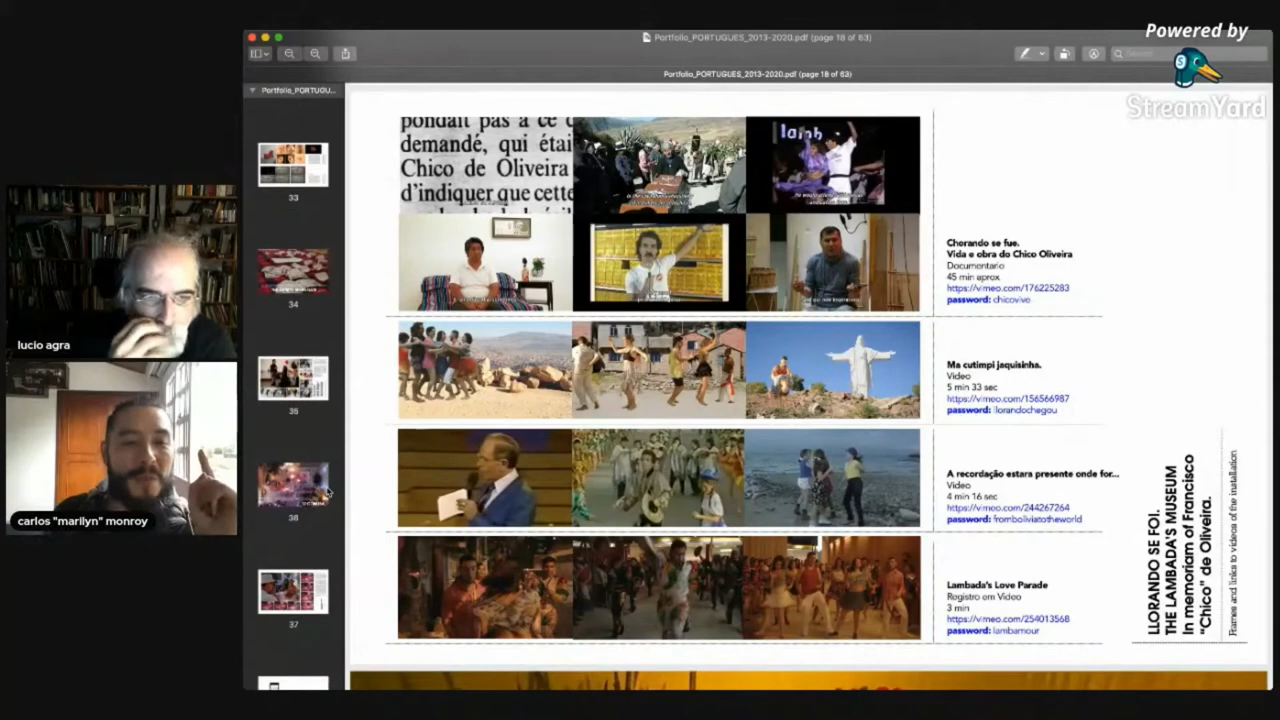 Powered by
StreamYard
Portfolio_PORTUGUES_2013-2020.pdf (page 18 of 63)
Search
Portfolio_PORTUGUES_2013-2020.pdf (page 18 of 63)
Portfolio_PORTUGU...
33
34
35
37
lucio agra
carlos "marilyn" monroy
pondait pas à ce
demandé, qui étai
Chico de Oliveira
d'indiquer que cette
Chorando se fue.
Vida e obra do Chico Oliveira
Documentario
45 min aprox
https://vimeo.com/176225283
password: chicovive
Ma cutimpi jaquisinha.
Video
5 min 33 sec
https://vimeo.com/156566987
password: llorandochegou
A recordação estara presente onde for...
Video
4 min 16 sec
https://vimeo.com/244267264
password: fromboliviatotheworld
Lambada's Love Parade
Registro em Video
3 min
https://vimeo.com/254013568
password: lambamour
LLORANDO SE FOI.
THE LAMBADA'S MUSEUM
In memoriam of Francisco
"Chico" de Oliveira.
Frames and links to videos of the installation